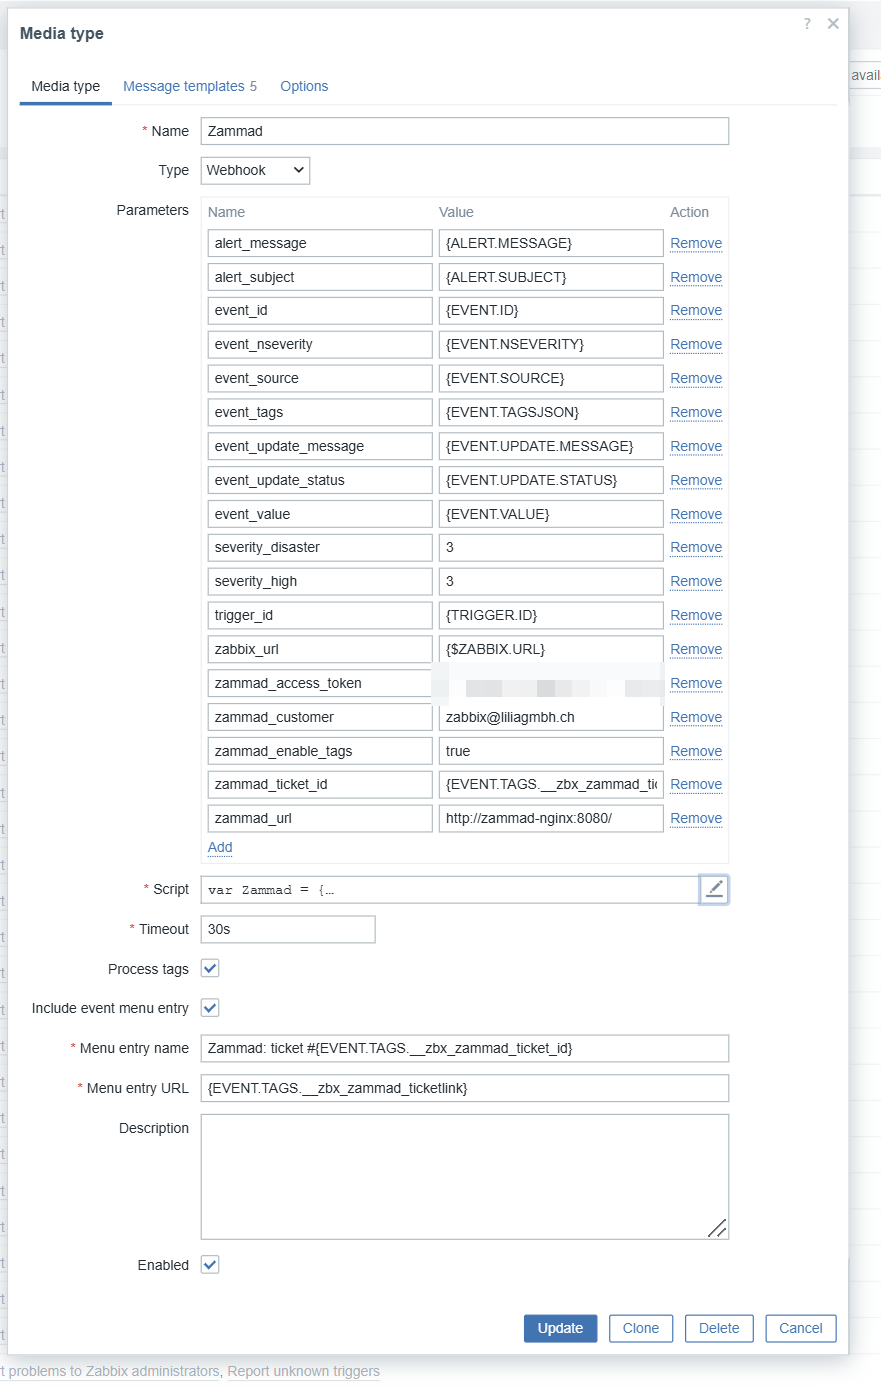 Media type
?
avail
Media type Message templates 5 Options
* Name Zammad
Type Webhook
Parameters Name Value Action
alert_message {ALERT.MESSAGE} Remove
alert_subject {ALERT.SUBJECT} Remove
event_id {EVENT.ID} Remove
event_nseverity {EVENT.NSEVERITY} Remove
event_source {EVENT.SOURCE} Remove
event_tags {EVENT.TAGSJSON} Remove
event_update_message {EVENT.UPDATE.MESSAGE} Remove
event_update_status {EVENT.UPDATE.STATUS} Remove
event_value {EVENT.VALUE} Remove
severity_disaster 3 Remove
severity_high 3 Remove
trigger_id {TRIGGER.ID} Remove
zabbix_url {$ZABBIX.URL} Remove
zammad_access_token Remove
zammad_customer zabbix@liliagmbh.ch Remove
zammad_enable_tags true Remove
zammad_ticket_id {EVENT.TAGS.__zbx_zammad_tic Remove
zammad_url http://zammad-nginx:8080/ Remove
Add
* Script var Zammad = {…
* Timeout 30s
Process tags
Include event menu entry
* Menu entry name Zammad: ticket #{EVENT.TAGS.__zbx_zammad_ticket_id}
* Menu entry URL {EVENT.TAGS.__zbx_zammad_ticketlink}
Description
Enabled
Update Clone Delete Cancel
t problems to Zabbix administrators, Report unknown triggers